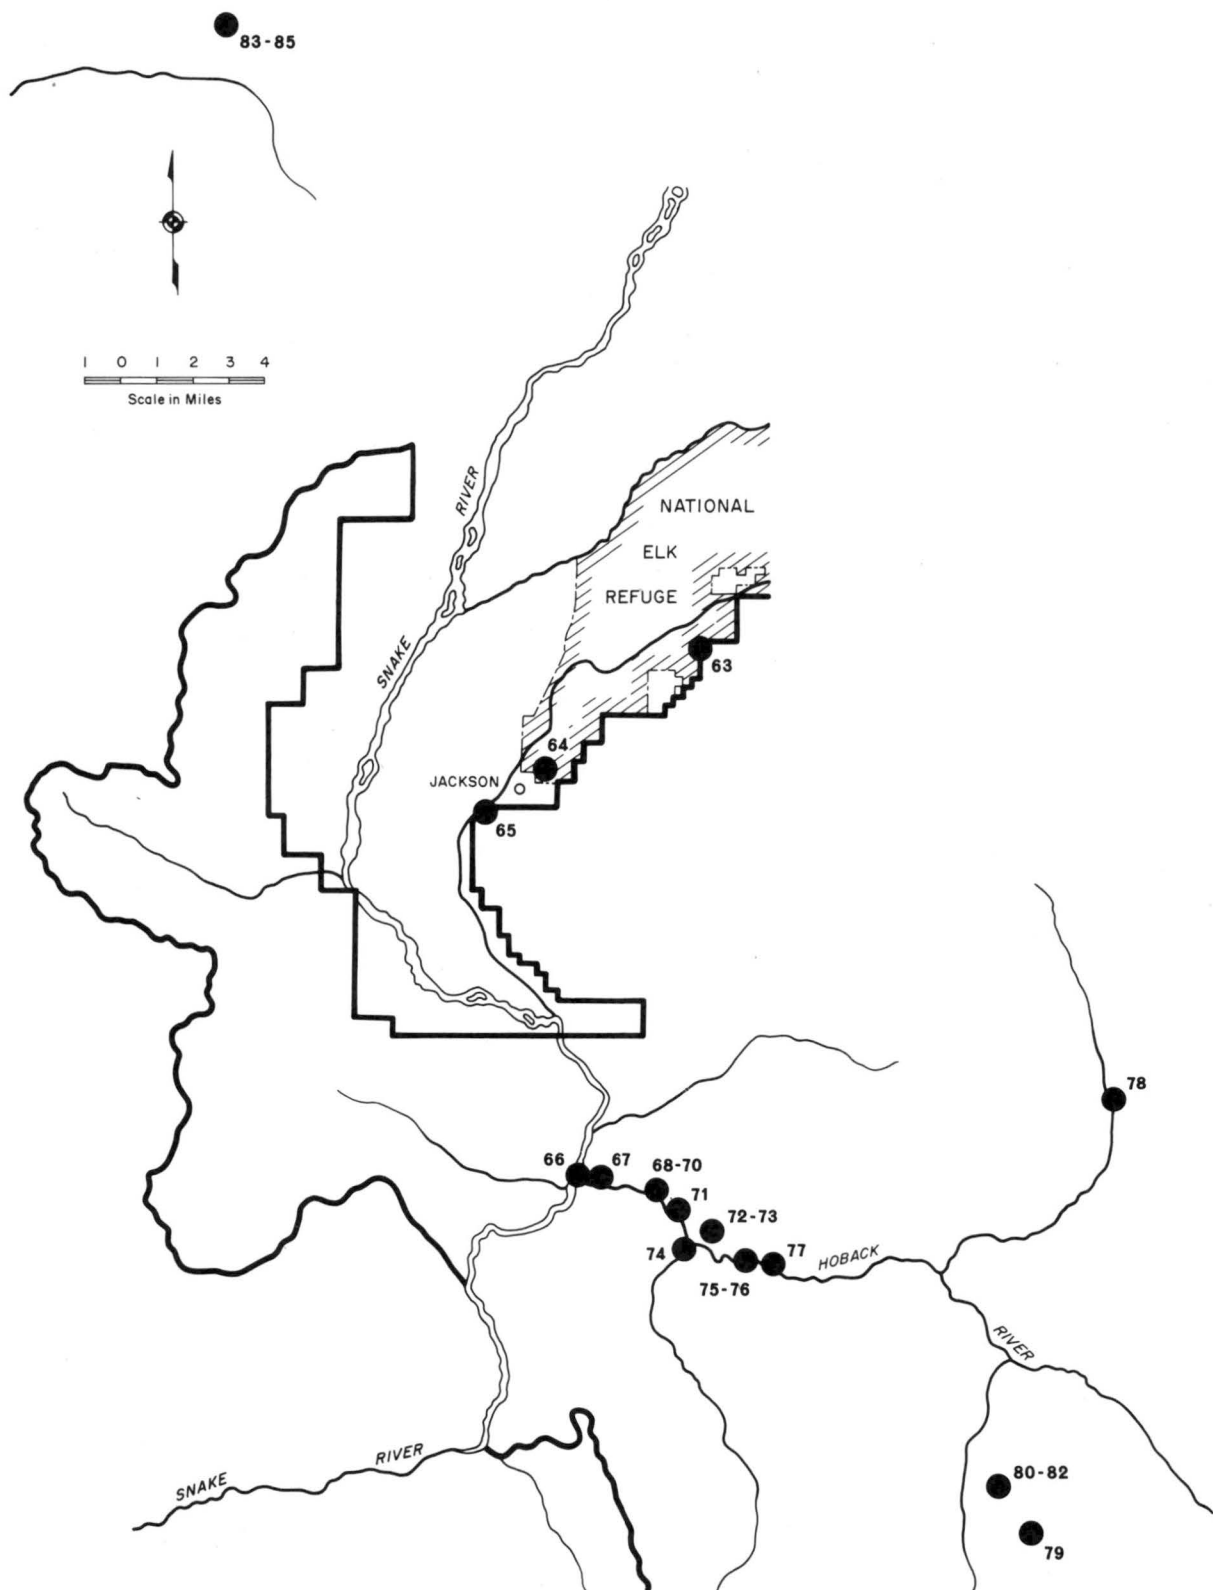 83-85
1 0 1 2 3 4
Scale in Miles
SNAKE RIVER
NATIONAL
ELK
REFUGE
63
64
JACKSON
65
78
66
67
68-70
71
72-73
74
77
75-76
HOBACK RIVER
80-82
79
SNAKE RIVER